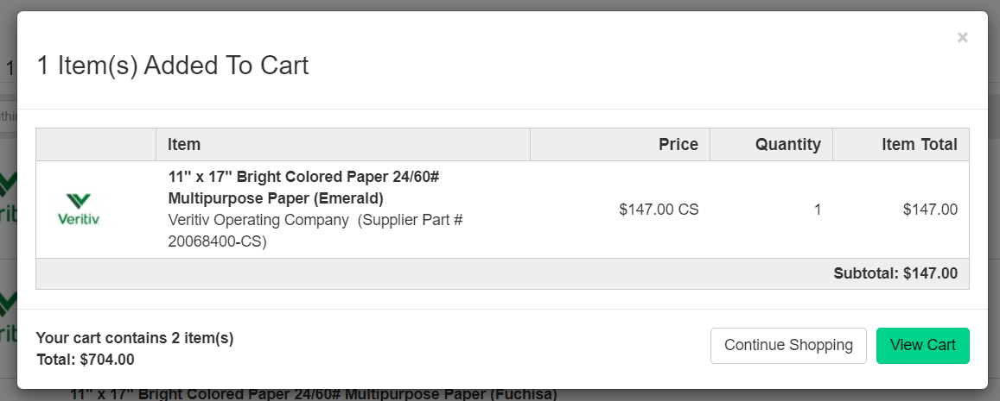 ×
1 Item(s) Added To Cart
1
thi
Item Price Quantity Item Total
11" x 17" Bright Colored Paper 24/60#
Multipurpose Paper (Emerald)
Veritiv
Veritiv Operating Company (Supplier Part #
20068400-CS)
$147.00 CS 1 $147.00
Subtotal: $147.00
Your cart contains 2 item(s)
Total: $704.00
Continue Shopping View Cart
11" x 17" Bright Colored Paper 24/60# Multipurpose Paper (Fuchisa)